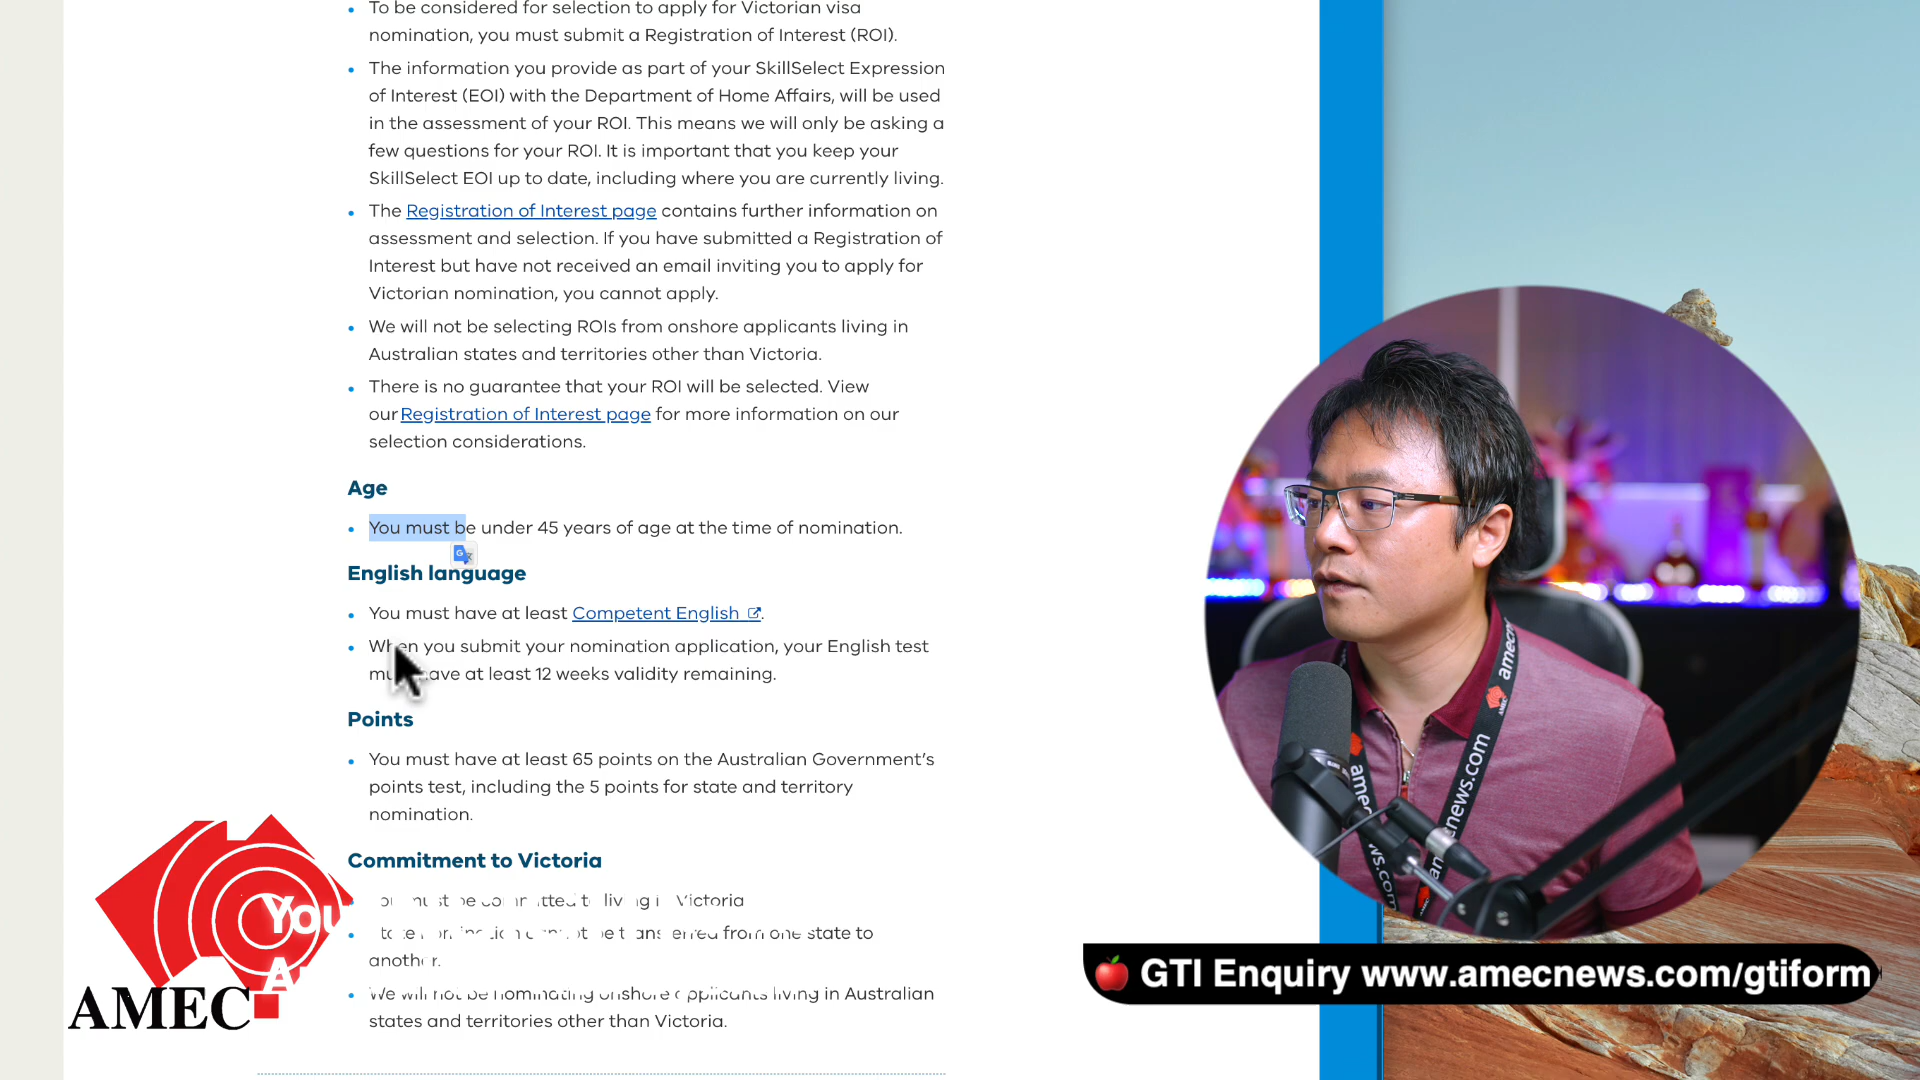 To be considered for selection to apply for Victorian visa
nomination, you must submit a Registration of Interest (ROI).
The information you provide as part of your SkillSelect Expression
of Interest (EOI) with the Department of Home Affairs, will be used
in the assessment of your ROI. This means we will only be asking a
few questions for your ROI. It is important that you keep your
SkillSelect EOI up to date, including where you are currently living.
The Registration of Interest page contains further information on
assessment and selection. If you have submitted a Registration of
Interest but have not received an email inviting you to apply for
Victorian nomination, you cannot apply.
We will not be selecting ROIs from onshore applicants living in
Australian states and territories other than Victoria.
There is no guarantee that your ROI will be selected. View
our Registration of Interest page for more information on our
selection considerations.
Age
You must be under 45 years of age at the time of nomination.
English language
You must have at least Competent English.
When you submit your nomination application, your English test
have at least 12 weeks validity remaining.
Points
You must have at least 65 points on the Australian Government's
points test, including the 5 points for state and territory
nomination.
Commitment to Victoria
must be committed to living in Victoria
State nomination cannot be transferred from one state to
another.
We will not be nominating onshore applicants living in Australian
states and territories other than Victoria.
AMEC
You
GTI Enquiry www.amecnews.com/gtiform
amecnews.com